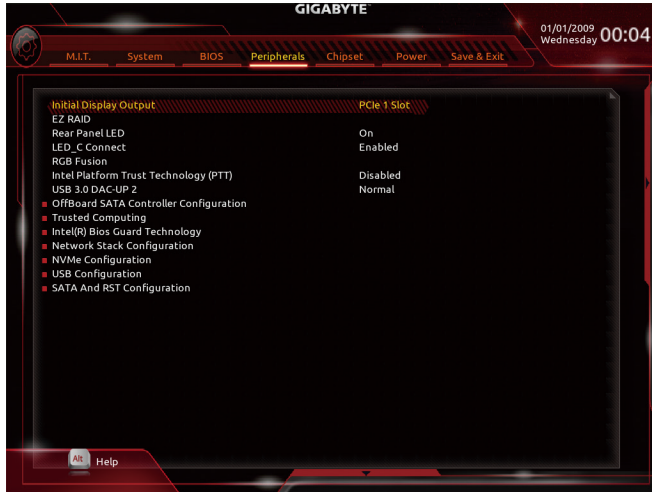 GIGABYTE™
01/01/2009
Wednesday 00:04
M.I.T. System BIOS Peripherals Chipset Power Save & Exit
Initial Display Output PCIe 1 Slot
EZ RAID
Rear Panel LED On
LED_C Connect Enabled
RGB Fusion
Intel Platform Trust Technology (PTT) Disabled
USB 3.0 DAC-UP 2 Normal
OffBoard SATA Controller Configuration
Trusted Computing
Intel(R) Bios Guard Technology
Network Stack Configuration
NVMe Configuration
USB Configuration
SATA And RST Configuration
Alt Help